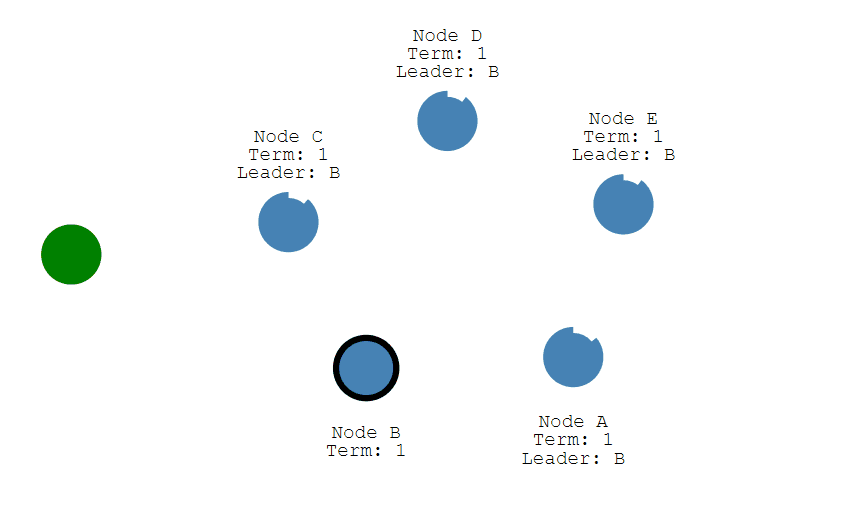 Node D
Term: 1
Leader: B
Node E
Term: 1
Leader: B
Node C
Term: 1
Leader: B
Node B
Term: 1
Node A
Term: 1
Leader: B